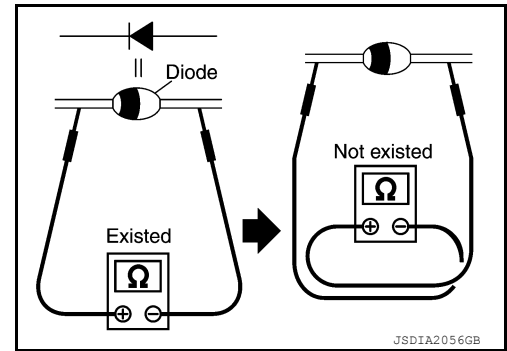 Diode
Existed
Ω
+ −
Not existed
Ω
+ −
JSDIA2056GB